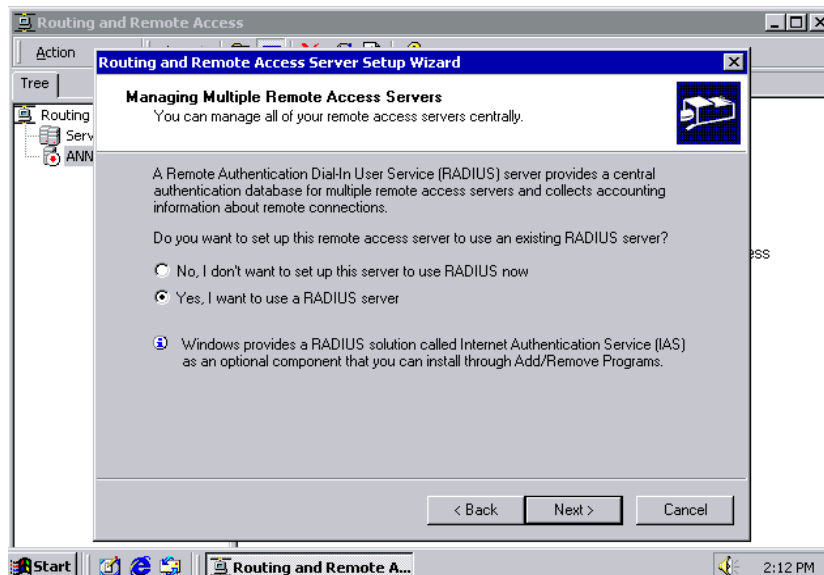 Routing and Remote Access
Action
Routing and Remote Access Server Setup Wizard
Tree
Managing Multiple Remote Access Servers
You can manage all of your remote access servers centrally.
Routing
Serv
ANN
A Remote Authentication Dial-In User Service (RADIUS) server provides a central
authentication database for multiple remote access servers and collects accounting
information about remote connections.
Do you want to set up this remote access server to use an existing RADIUS server?
ess
No, I don't want to set up this server to use RADIUS now
Yes, I want to use a RADIUS server
Windows provides a RADIUS solution called Internet Authentication Service (IAS)
as an optional component that you can install through Add/Remove Programs.
< Back
Next >
Cancel
Start
Routing and Remote A...
2:12 PM